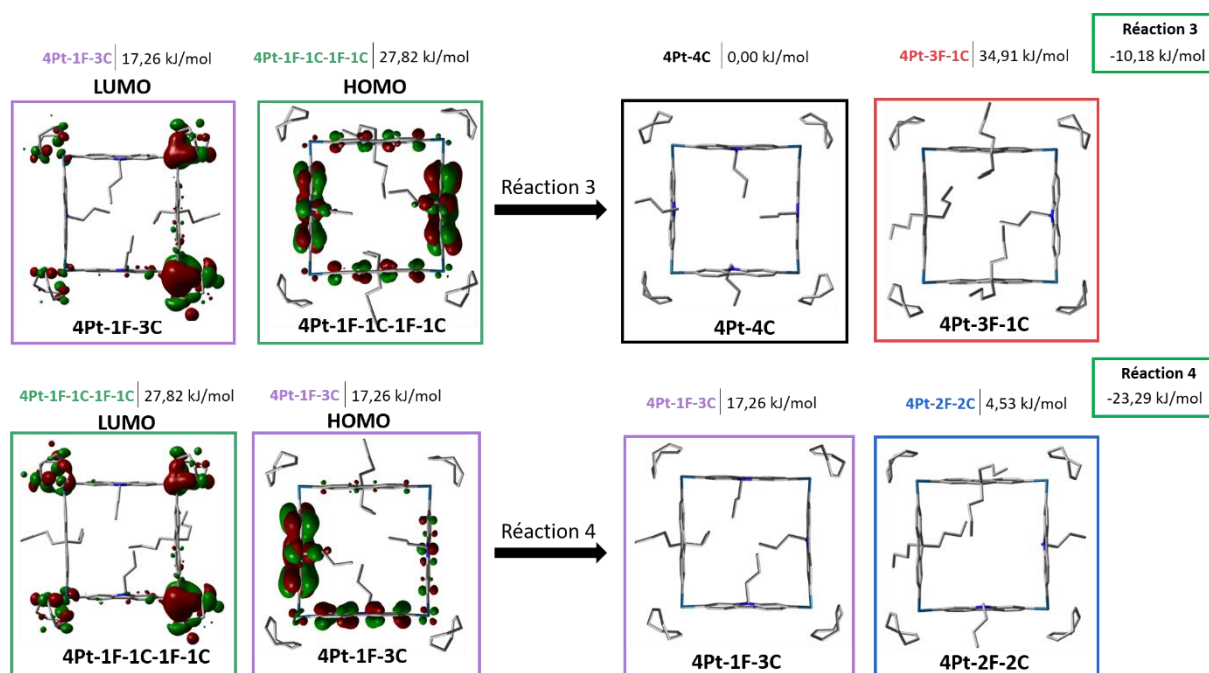 4Pt-1F-3C | 17,26 kJ/mol
LUMO
4Pt-1F-1C-1F-1C | 27,82 kJ/mol
HOMO
4Pt-4C | 0,00 kJ/mol
4Pt-3F-1C | 34,91 kJ/mol
Réaction 3
-10,18 kJ/mol
4Pt-1F-3C
4Pt-1F-1C-1F-1C
Réaction 3
4Pt-4C
4Pt-3F-1C
4Pt-1F-1C-1F-1C | 27,82 kJ/mol
LUMO
4Pt-1F-3C | 17,26 kJ/mol
HOMO
4Pt-1F-3C | 17,26 kJ/mol
4Pt-2F-2C | 4,53 kJ/mol
Réaction 4
-23,29 kJ/mol
4Pt-1F-1C-1F-1C
4Pt-1F-3C
Réaction 4
4Pt-1F-3C
4Pt-2F-2C